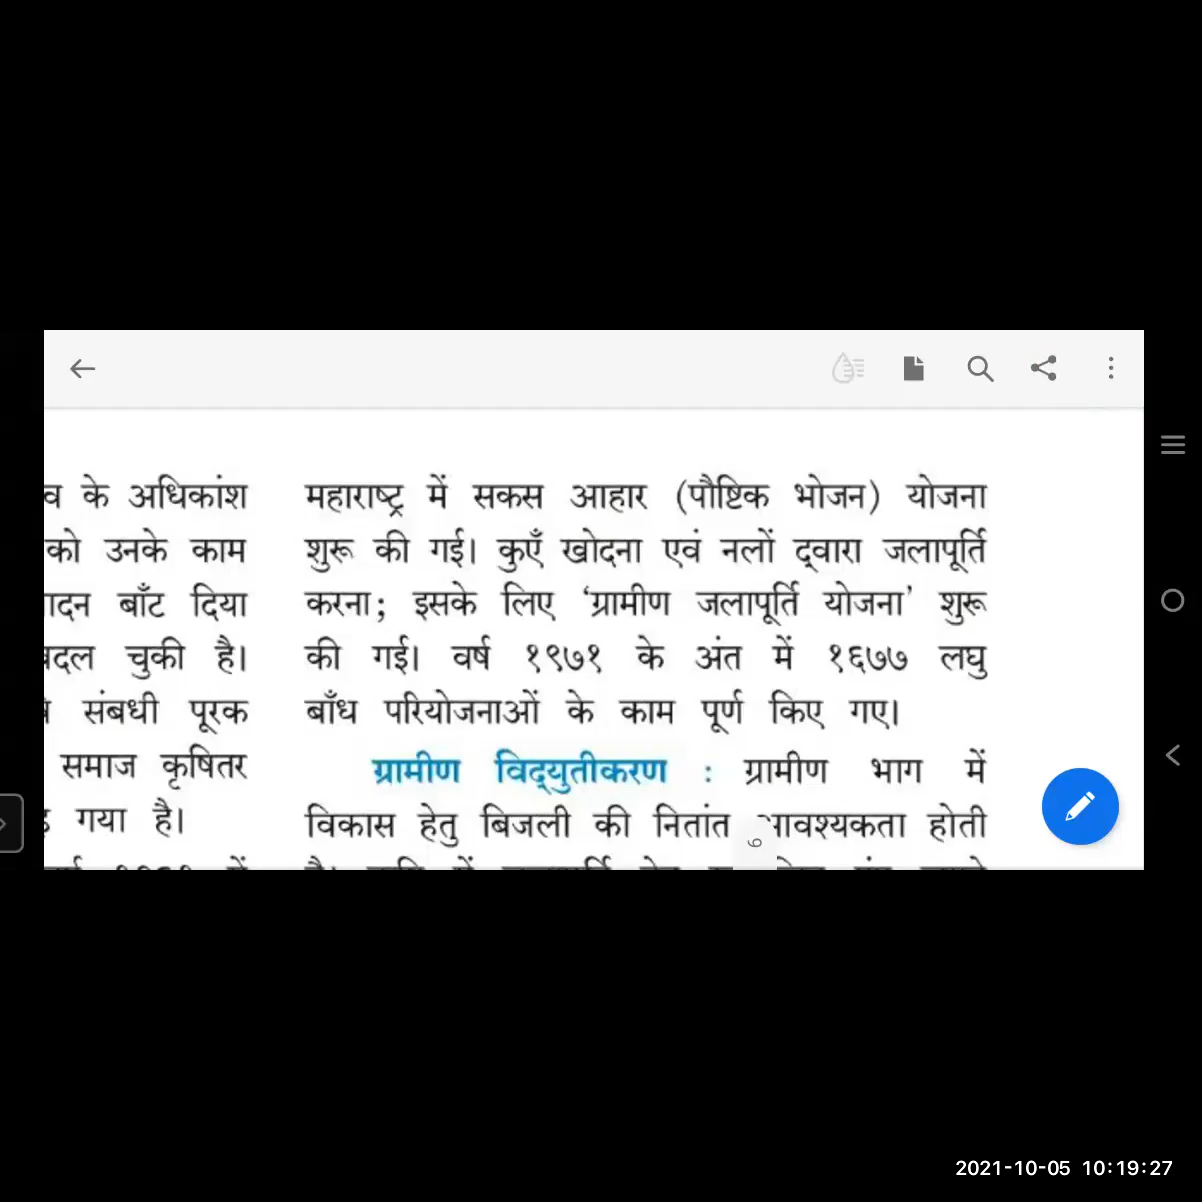 व के अधिकांश
को उनके काम
बाँट दिया
चुकी है।
संबधी पूरक
समाज कृषितर
गया है।
महाराष्ट्र में सकस आहार (पौष्टिक भोजन) योजना
शुरू की गई। कुएँ खोदना एवं नलों द्‌वारा जलापूर्ति
करना; इसके लिए ‘ग्रामीण जलापूर्ति योजना’ शुरू
की गई। वर्ष १९७१ के अंत में १६७७ लघु
बाँध परियोजनाओं के काम पूर्ण किए गए।
ग्रामीण विद्‌युतीकरण : ग्रामीण भाग में
विकास हेतु बिजली की नितांत आवश्यकता होती
2021-10-05 10:19:27